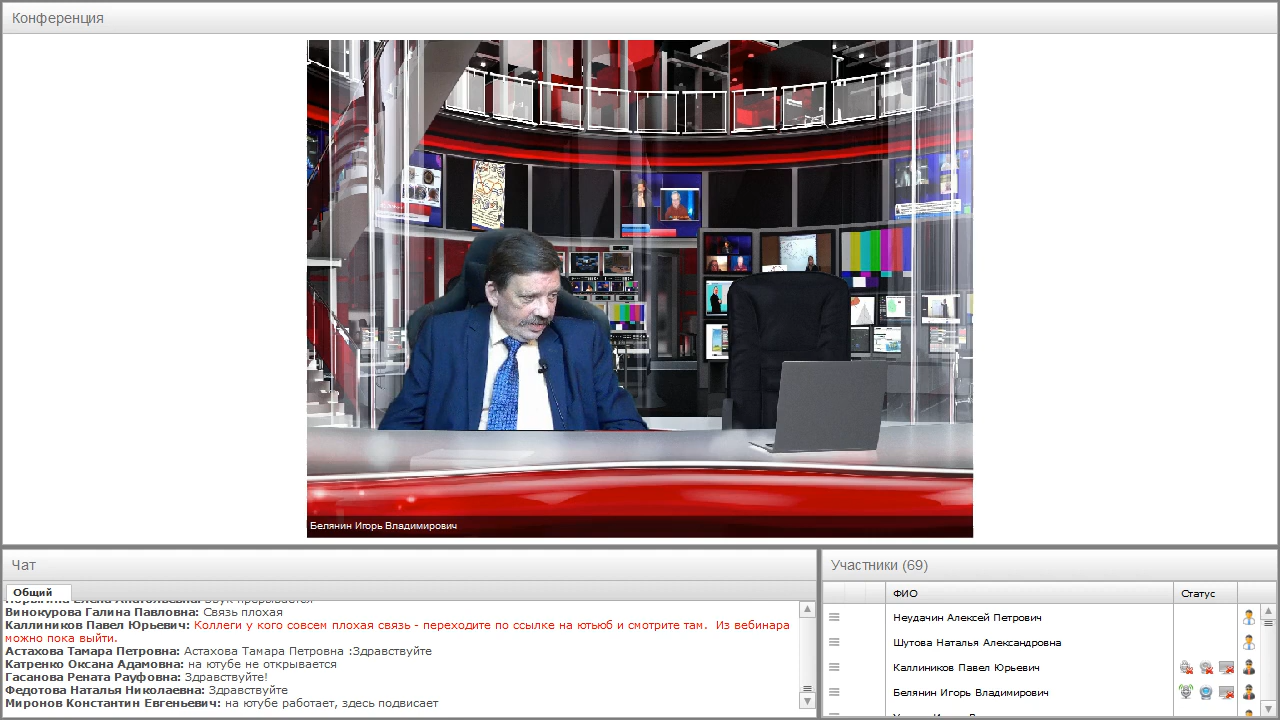 Конференция
Белянин Игорь Владимирович
Чат
Общий
Винокурова Галина Павловна: Связь плохая
Каллиников Павел Юрьевич: Коллеги у кого совсем плохая связь - переходите по ссылке на ютьюб и смотрите там. Из вебинара
можно пока выйти.
Астахова Тамара Петровна: Астахова Тамара Петровна :Здравствуйте
Катренко Оксана Адамовна: на ютубе не открывается
Гасанова Рената Рауфовна: Здравствуйте!
Федотова Наталья Николаевна: Здравствуйте
Миронов Константин Евгеньевич: на ютубе работает, здесь подвисает
Участники (69)
ФИО Статус
Неудачин Алексей Петрович
Шутова Наталья Александровна
Каллиников Павел Юрьевич
Белянин Игорь Владимирович